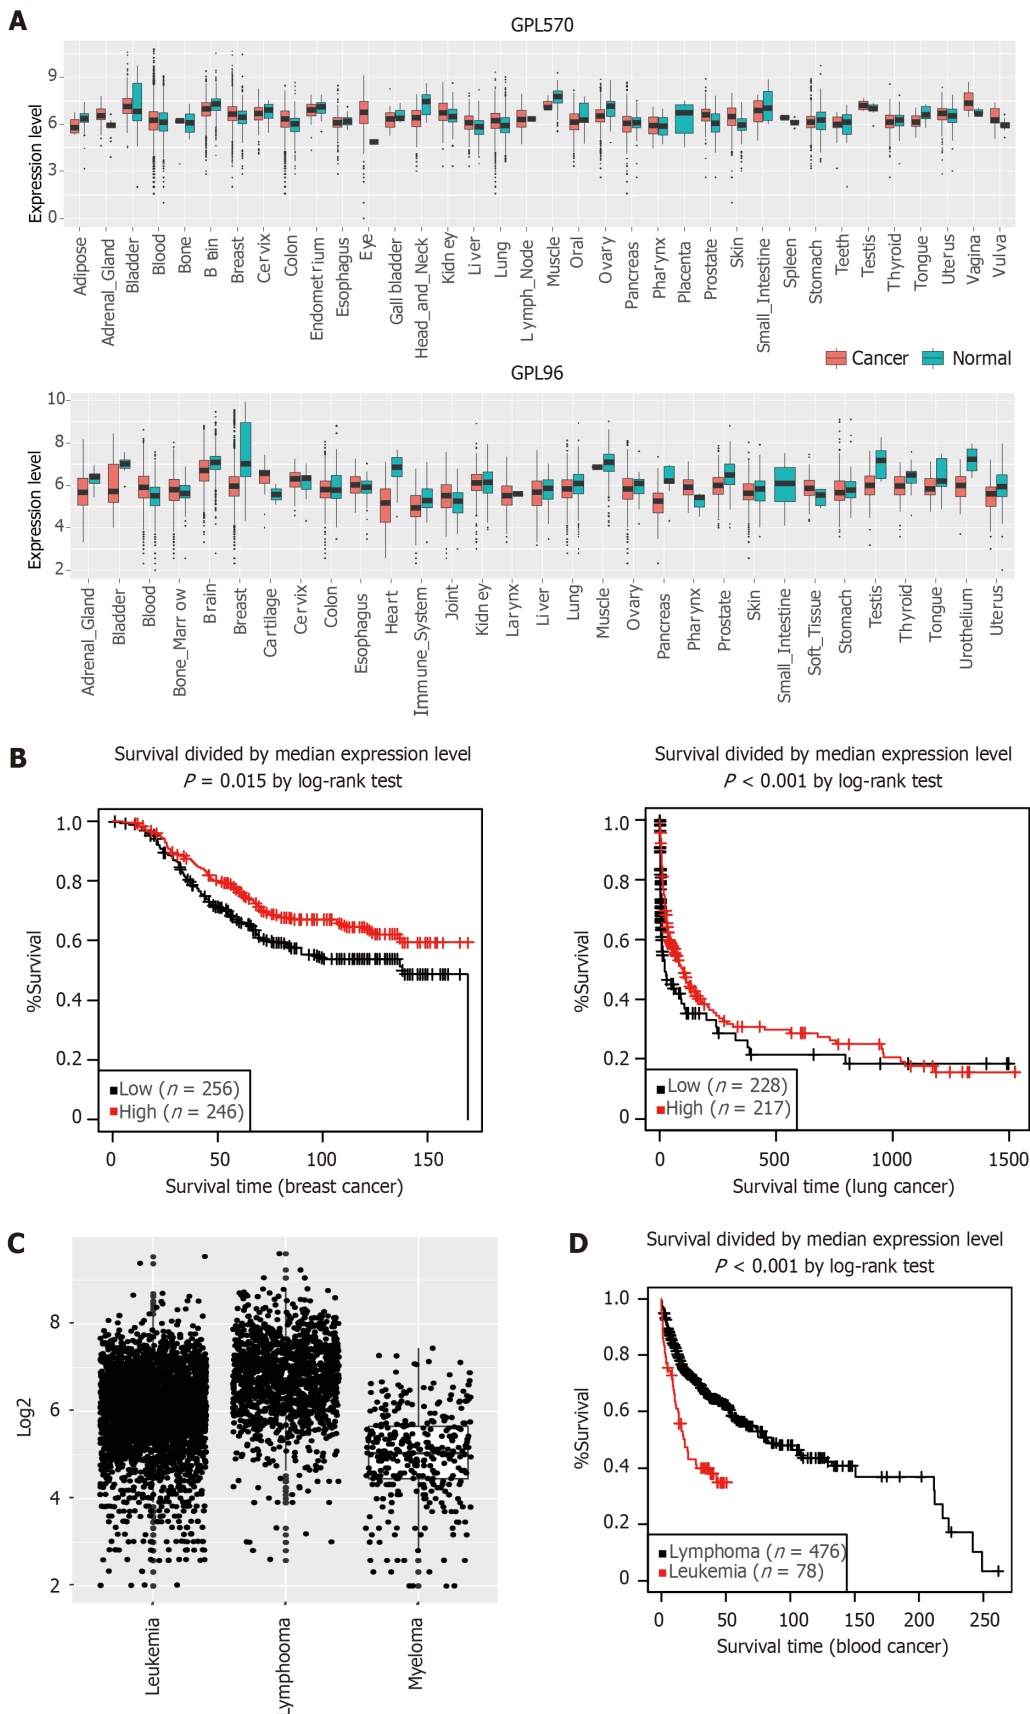 A
GPL570
Expression level
9
6
3
0
Adipose
Adrenal_Gland
Bladder
Blood
Bone
B ain
Breast
Cervix
Colon
Endometrium
Esophagus
Eye
Gall bladder
Head_and_Neck
Kidney
Liver
Lung
Lymph_Node
Muscle
Oral
Ovary
Pancreas
Pharynx
Placenta
Prostate
Skin
Small_Intestine
Spleen
Stomach
Teeth
Testis
Thyroid
Tongue
Uterus
Vagina
Vulva
Cancer Normal
GPL96
Expression level
10
8
6
4
2
Adrenal_Gland
Bladder
Blood
Bone_Marr ow
Brain
Breast
Cartilage
Cervix
Colon
Esophagus
Heart
Immune_System
Joint
Kidney
Larynx
Liver
Lung
Muscle
Ovary
Pancreas
Pharynx
Prostate
Skin
Small_Intestine
Soft_Tissue
Stomach
Testis
Thyroid
Tongue
Urothelium
Uterus
B
Survival divided by median expression level
P = 0.015 by log-rank test
%Survival
1.0
0.8
0.6
0.4
0.2
0
Low (n = 256)
High (n = 246)
0 50 100 150
Survival time (breast cancer)
Survival divided by median expression level
P < 0.001 by log-rank test
%Survival
1.0
0.8
0.6
0.4
0.2
0
Low (n = 228)
High (n = 217)
0 500 1000 1500
Survival time (lung cancer)
C
Log2
8
6
4
2
Leukemia
Lymphooma
Myeloma
D
Survival divided by median expression level
P < 0.001 by log-rank test
%Survival
1.0
0.8
0.6
0.4
0.2
0
Lymphoma (n = 476)
Leukemia (n = 78)
0 50 100 150 200 250
Survival time (blood cancer)